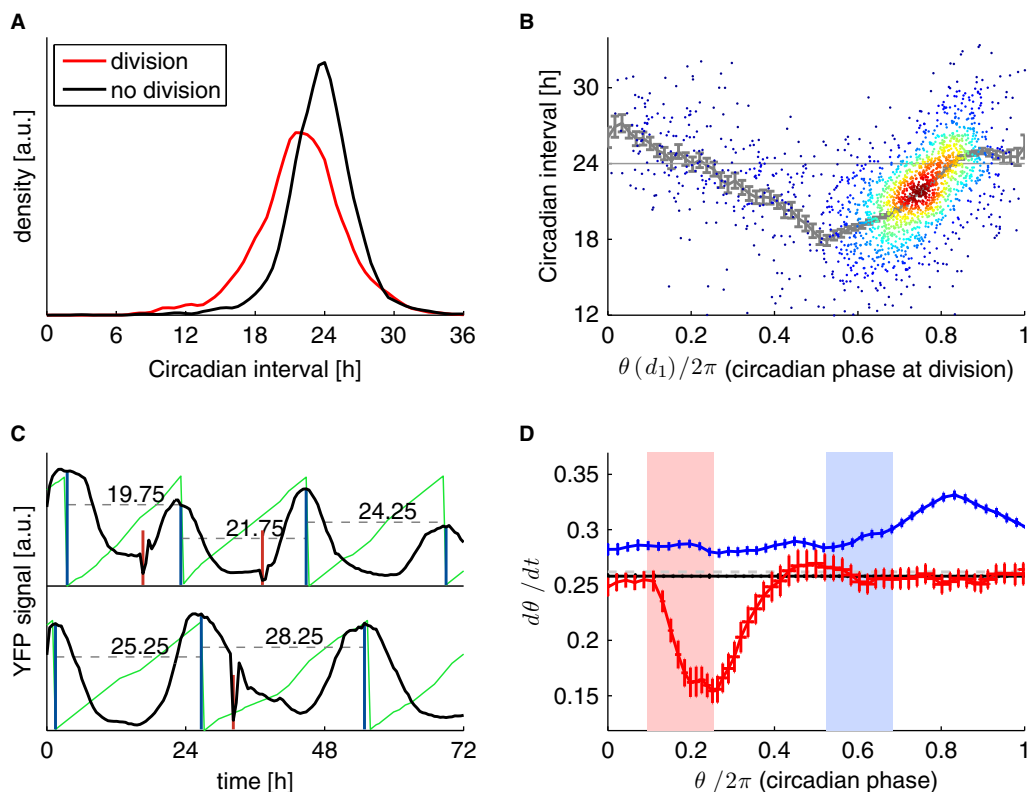 A
division
no division
density [a.u.]
0 6 12 18 24 30 36
Circadian interval [h]
B
Circadian interval [h]
30
24
18
12
0 0.2 0.4 0.6 0.8 1
θ(d₁)/2π (circadian phase at division)
C
YFP signal [a.u.]
19.75
21.75
24.25
25.25
28.25
0 24 48 72
time [h]
D
dθ/dt
0.35
0.3
0.25
0.2
0.15
0 0.2 0.4 0.6 0.8 1
θ/2π (circadian phase)